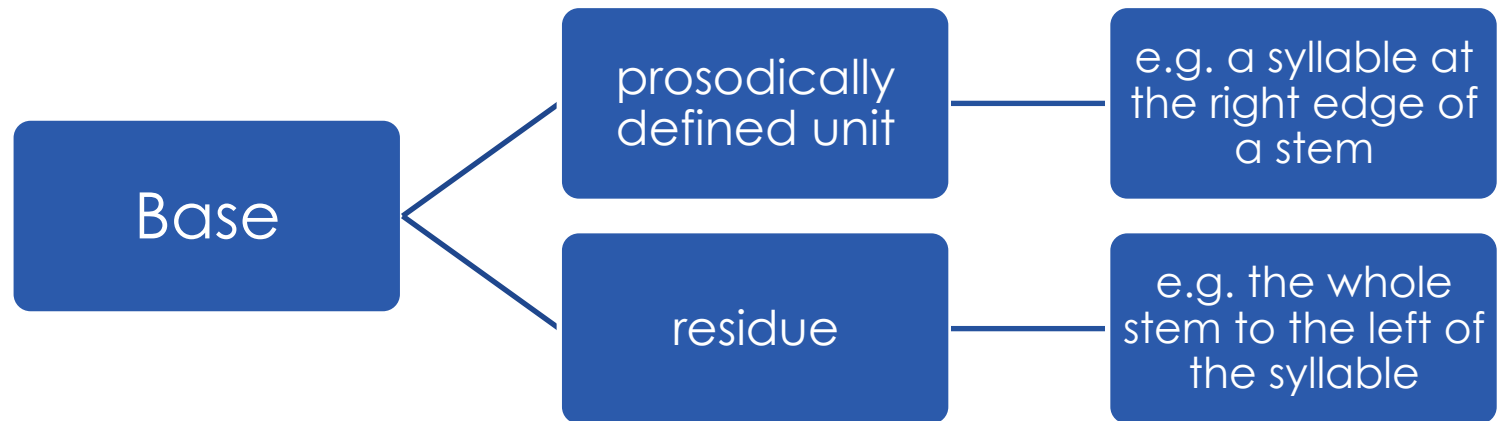 Base
prosodically
defined unit
e.g. a syllable at
the right edge of
a stem
residue
e.g. the whole
stem to the left of
the syllable